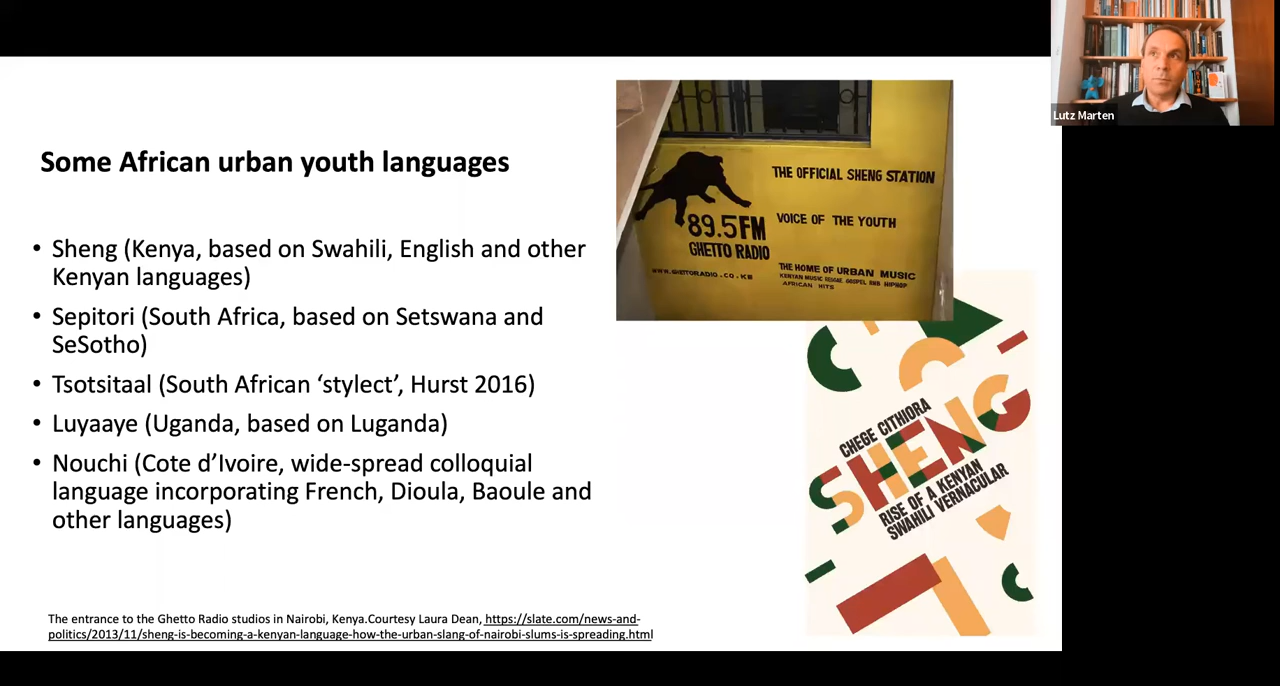 Lutz Marten
Some African urban youth languages
• Sheng (Kenya, based on Swahili, English and other
Kenyan languages)
• Sepitori (South Africa, based on Setswana and
SeSotho)
• Tsotsitaal (South African ‘stylect’, Hurst 2016)
• Luyaaye (Uganda, based on Luganda)
• Nouchi (Cote d’Ivoire, wide-spread colloquial
language incorporating French, Dioula, Baoule and
other languages)
THE OFFICIAL SHENG STATION
89.5FM
VOICE OF THE YOUTH
GHETTO RADIO
WWW.GHETTORADIO.CO.KE
THE HOME OF URBAN MUSIC
KENYAN MUSIC REGGAE GOSPEL RNB HIPHOP
AFRICAN HITS
CHEGE GITHIORA
SHENG
RISE OF A KENYAN
SWAHILI VERNACULAR
The entrance to the Ghetto Radio studios in Nairobi, Kenya.Courtesy Laura Dean, https://slate.com/news-and-
politics/2013/11/sheng-is-becoming-a-kenyan-language-how-the-urban-slang-of-nairobi-slums-is-spreading.html